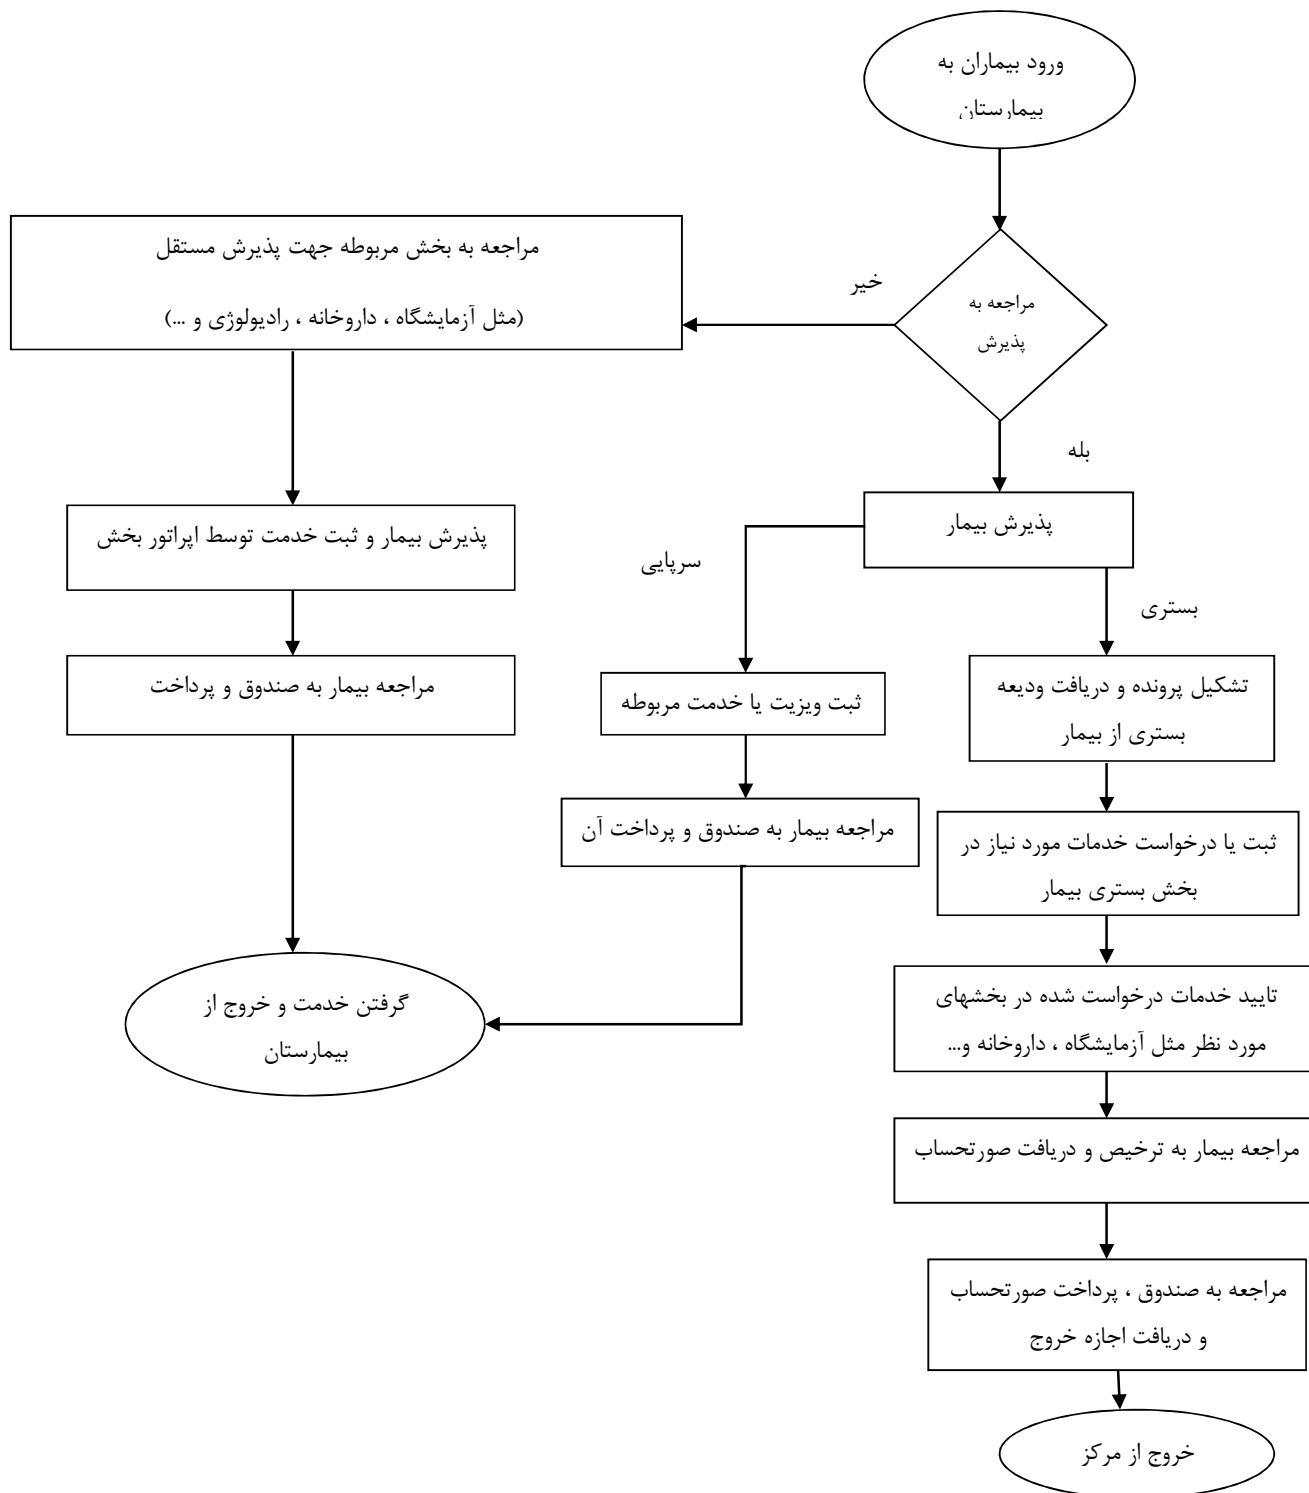 ورود بیماران به
بیمارستان
مراجعه به
پذیرش
خیر
مراجعه به بخش مربوطه جهت پذیرش مستقل
(مثل آزمایشگاه ، داروخانه ، رادیولوژی و ...)
بله
پذیرش بیمار
پذیرش بیمار و ثبت خدمت توسط اپراتور بخش
سرپایی
بستری
مراجعه بیمار به صندوق و پرداخت
ثبت ویزیت یا خدمت مربوطه
تشکیل پرونده و دریافت ودیعه
بستری از بیمار
مراجعه بیمار به صندوق و پرداخت آن
ثبت یا درخواست خدمات مورد نیاز در
بخش بستری بیمار
گرفتن خدمت و خروج از
بیمارستان
تایید خدمات درخواست شده در بخشهای
مورد نظر مثل آزمایشگاه ، داروخانه و...
مراجعه بیمار به ترخیص و دریافت صورتحساب
مراجعه به صندوق ، پرداخت صورتحساب
و دریافت اجازه خروج
خروج از مرکز